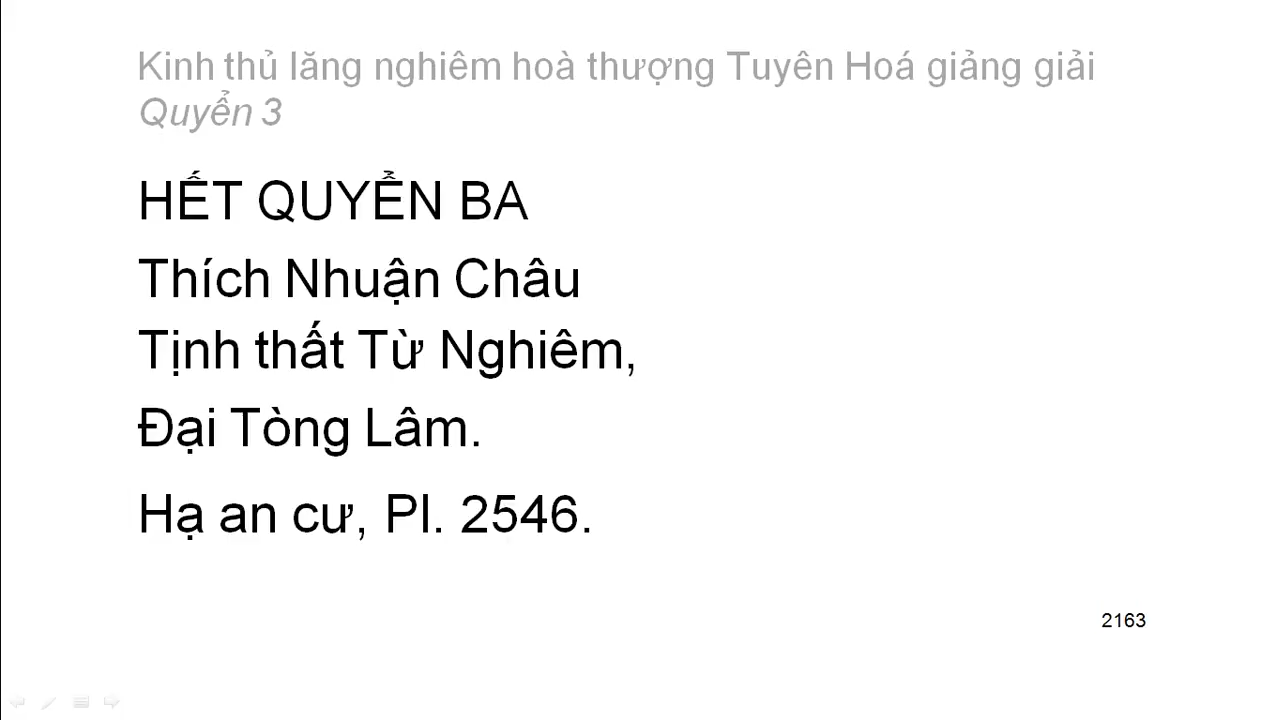 Kinh thủ lăng nghiêm hoà thượng Tuyên Hoá giảng giải
Quyển 3
HẾT QUYỂN BA
Thích Nhuận Châu
Tịnh thất Từ Nghiêm,
Đại Tòng Lâm.
Hạ an cư, Pl. 2546.
2163